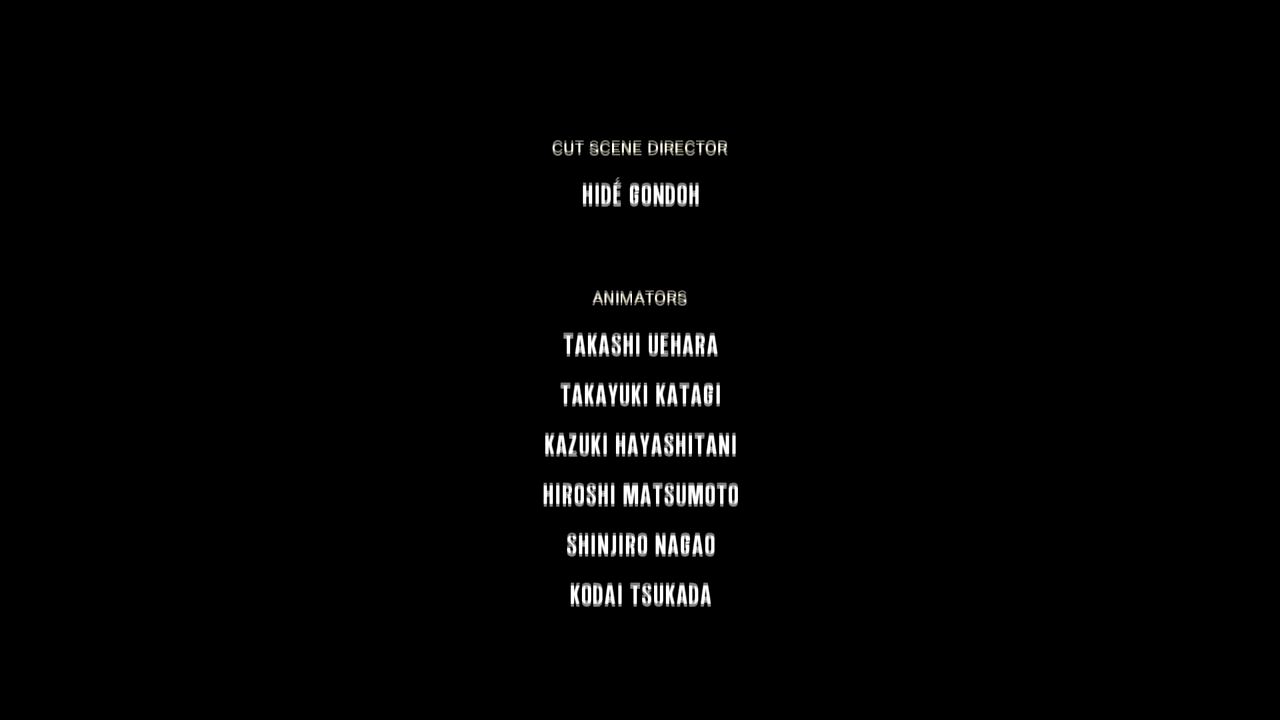 CUT SCENE DIRECTOR
HIDÉ GONDOH
ANIMATORS
TAKASHI UEHARA
TAKAYUKI KATAGI
KAZUKI HAYASHITANI
HIROSHI MATSUMOTO
SHINJIRO NAGAO
KODAI TSUKADA